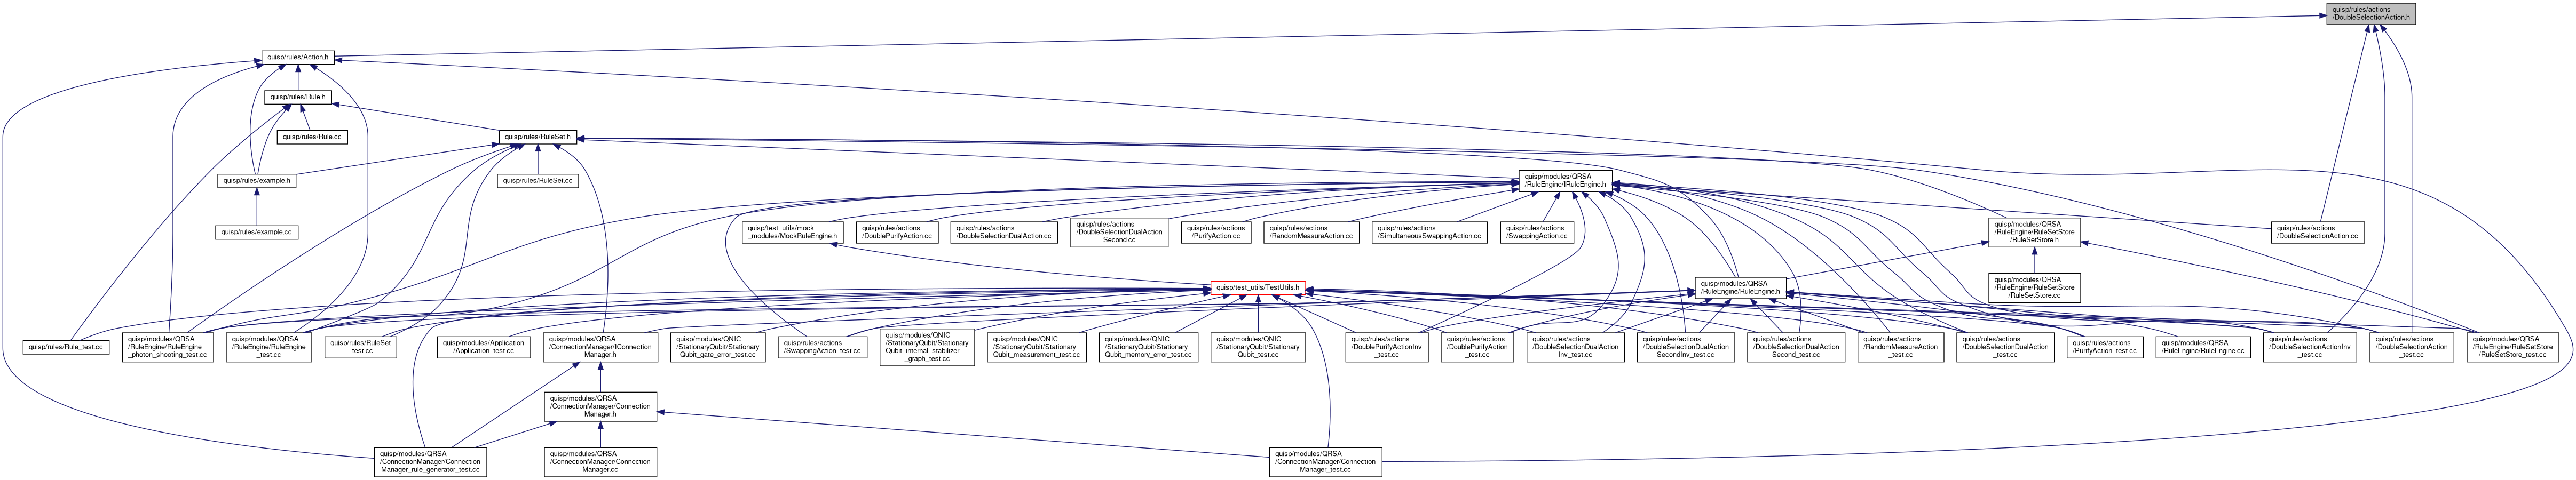 quisp/rules/actions
/DoubleSelectionAction.h
quisp/rules/Action.h
quisp/rules/Rule.h
quisp/rules/Rule.cc
quisp/rules/RuleSet.h
quisp/rules/example.h
quisp/rules/RuleSet.cc
quisp/modules/QRSA
/RuleEngine/IRuleEngine.h
quisp/rules/example.cc
quisp/test_utils/mock
_modules/MockRuleEngine.h
quisp/rules/actions
/DoublePurifyAction.cc
quisp/rules/actions
/DoubleSelectionDualAction.cc
quisp/rules/actions
/DoubleSelectionDualAction
Second.cc
quisp/rules/actions
/PurifyAction.cc
quisp/rules/actions
/RandomMeasureAction.cc
quisp/rules/actions
/SimultaneousSwappingAction.cc
quisp/rules/actions
/SwappingAction.cc
quisp/modules/QRSA
/RuleEngine/RuleSetStore
/RuleSetStore.h
quisp/rules/actions
/DoubleSelectionAction.cc
quisp/test_utils/TestUtils.h
quisp/modules/QRSA
/RuleEngine/RuleEngine.h
quisp/modules/QRSA
/RuleEngine/RuleSetStore
/RuleSetStore.cc
quisp/rules/Rule_test.cc
quisp/modules/QRSA
/RuleEngine/RuleEngine
_photon_shooting_test.cc
quisp/modules/QRSA
/RuleEngine/RuleEngine
_test.cc
quisp/rules/RuleSet
_test.cc
quisp/modules/Application
/Application_test.cc
quisp/modules/QRSA
/ConnectionManager/IConnection
Manager.h
quisp/modules/QNIC
/StationaryQubit/Stationary
Qubit_gate_error_test.cc
quisp/rules/actions
/SwappingAction_test.cc
quisp/modules/QNIC
/StationaryQubit/Stationary
Qubit_internal_stabilizer
_graph_test.cc
quisp/modules/QNIC
/StationaryQubit/Stationary
Qubit_measurement_test.cc
quisp/modules/QNIC
/StationaryQubit/Stationary
Qubit_memory_error_test.cc
quisp/modules/QNIC
/StationaryQubit/Stationary
Qubit_test.cc
quisp/rules/actions
/DoublePurifyActionInv
_test.cc
quisp/rules/actions
/DoublePurifyAction
_test.cc
quisp/rules/actions
/DoubleSelectionDualAction
Inv_test.cc
quisp/rules/actions
/DoubleSelectionDualAction
SecondInv_test.cc
quisp/rules/actions
/DoubleSelectionDualAction
Second_test.cc
quisp/rules/actions
/RandomMeasureAction
_test.cc
quisp/rules/actions
/DoubleSelectionDualAction
_test.cc
quisp/rules/actions
/PurifyAction_test.cc
quisp/modules/QRSA
/RuleEngine/RuleEngine.cc
quisp/rules/actions
/DoubleSelectionActionInv
_test.cc
quisp/rules/actions
/DoubleSelectionAction
_test.cc
quisp/modules/QRSA
/RuleEngine/RuleSetStore
/RuleSetStore_test.cc
quisp/modules/QRSA
/ConnectionManager/Connection
Manager.h
quisp/modules/QRSA
/ConnectionManager/Connection
Manager_rule_generator_test.cc
quisp/modules/QRSA
/ConnectionManager/Connection
Manager.cc
quisp/modules/QRSA
/ConnectionManager/Connection
Manager_test.cc